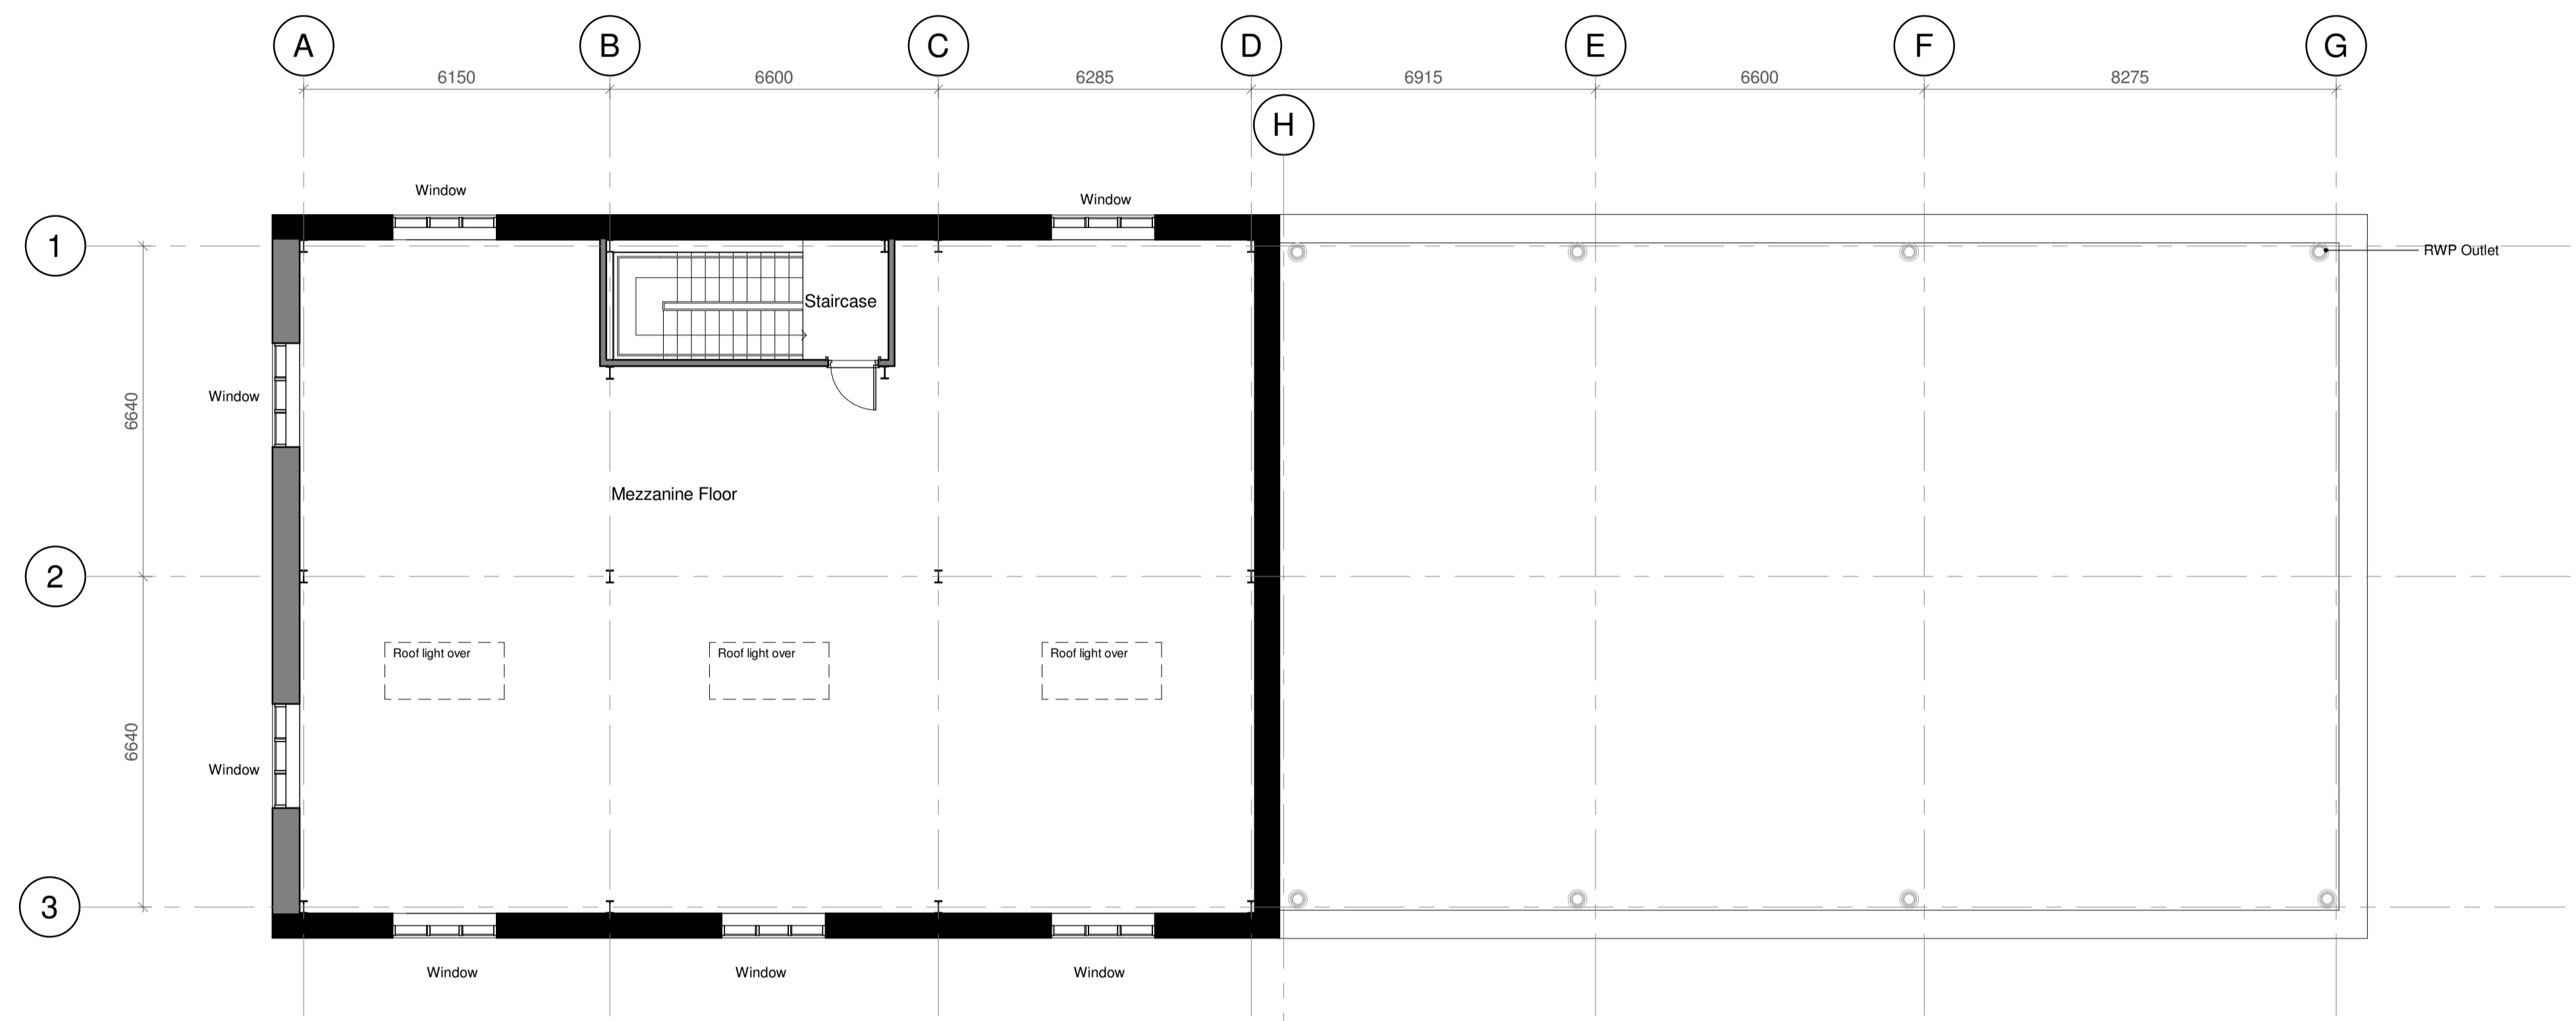 A
B
C
D
E
F
G
6150
6600
6285
6915
6600
8275
H
Window
Window
1
RWP Outlet
Staircase
Window
6640
Mezzanine Floor
2
Roof light over
Roof light over
Roof light over
6640
Window
3
Window
Window
Window